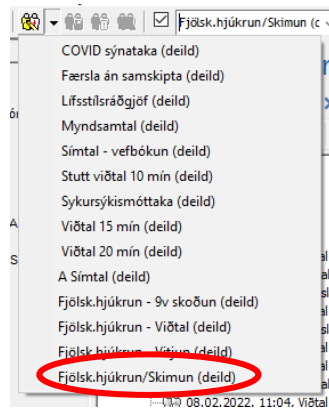 Fjölsk.hjúkrun/Skimun (c
COVID sýnataka (deild)
Færsla án samskipta (deild)
Lífsstílsráðgjöf (deild)
Myndsamtal (deild)
Símtal - vefbókun (deild)
Stutt viðtal 10 mín (deild)
Sykursýkismóttaka (deild)
Viðtal 15 mín (deild)
Viðtal 20 mín (deild)
A Símtal (deild)
Fjölsk.hjúkrun - 9v skoðun (deild)
Fjölsk.hjúkrun - Viðtal (deild)
Fjölsk.hjúkrun - Vitjun (deild)
Fjölsk.hjúkrun/Skimun (deild)
08.02.2022, 11:04, Viðtal